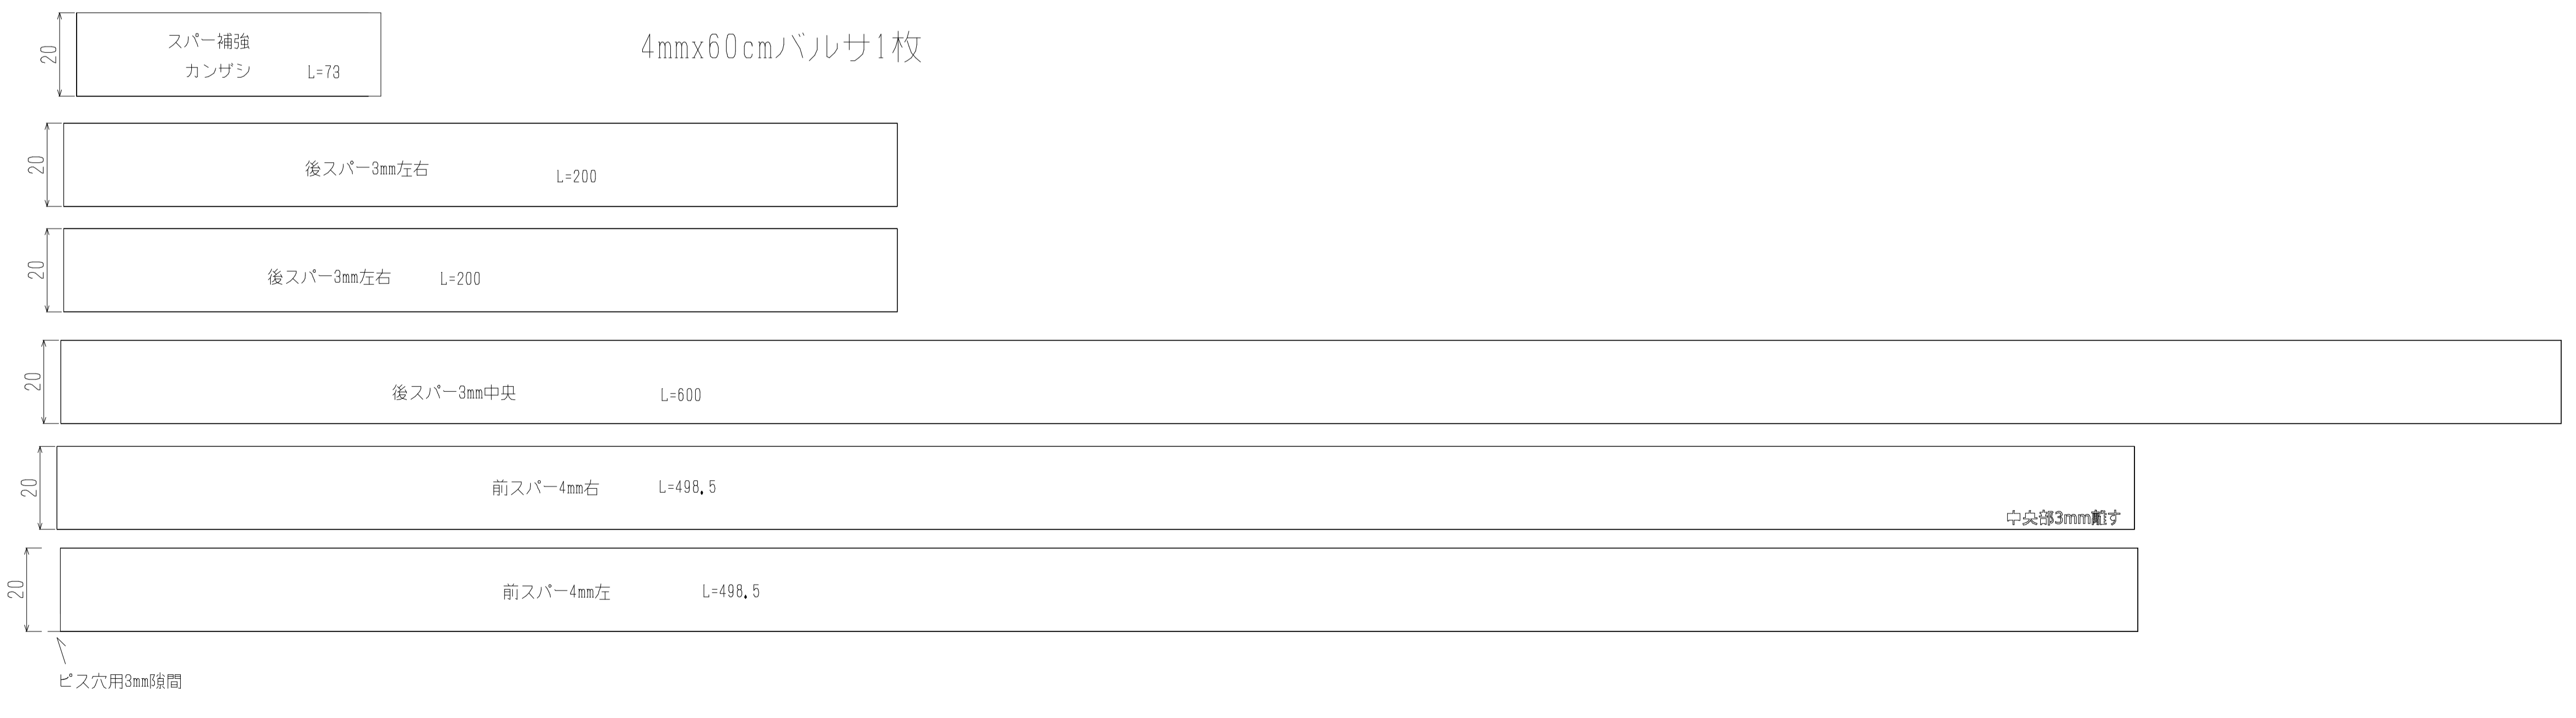 20
スパー補強
カンザシ L=73
4mmx60cmバルサ1枚
20
後スパー3mm左右 L=200
20
後スパー3mm左右 L=200
20
後スパー3mm中央 L=600
20
前スパー4mm右 L=498.5
中央部3mm離す
20
前スパー4mm左 L=498.5
ピス穴用3mm隙間